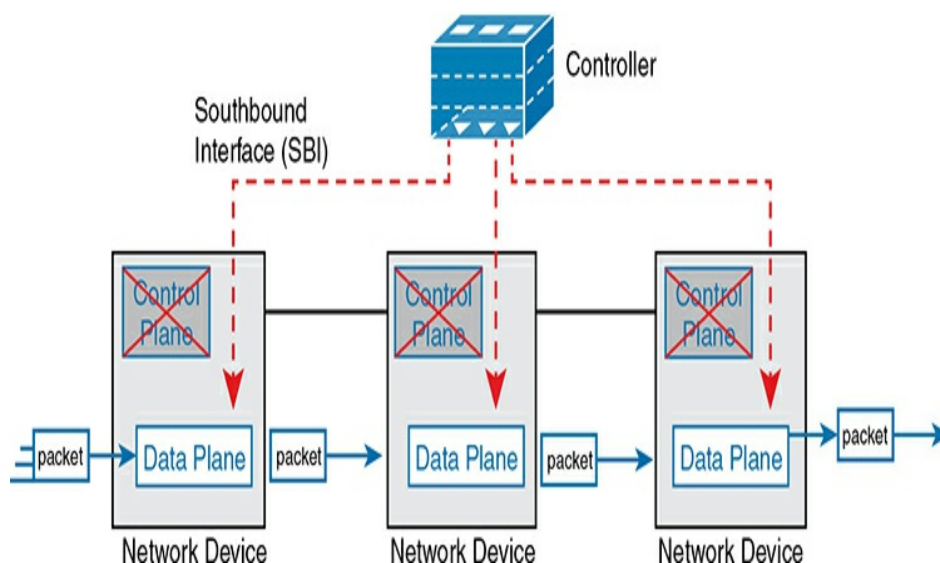 Controller
Southbound
Interface (SBI)
Control
Plane
Control
Plane
Control
Plane
packet
Data Plane
packet
Data Plane
packet
Data Plane
packet
Network Device
Network Device
Network Device